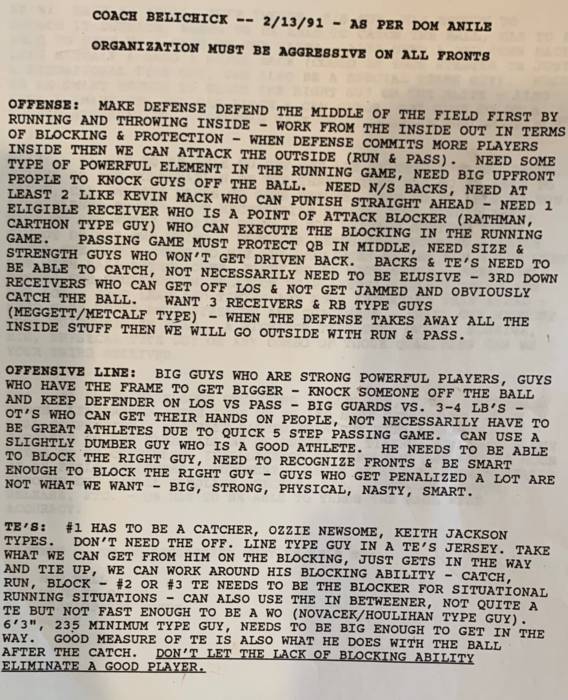 COACH BELICHICK -- 2/13/91 - AS PER DOM ANILE
ORGANIZATION MUST BE AGGRESSIVE ON ALL FRONTS
OFFENSE: MAKE DEFENSE DEFEND THE MIDDLE OF THE FIELD FIRST BY
RUNNING AND THROWING INSIDE - WORK FROM THE INSIDE OUT IN TERMS
OF BLOCKING & PROTECTION - WHEN DEFENSE COMMITS MORE PLAYERS
INSIDE THEN WE CAN ATTACK THE OUTSIDE (RUN & PASS). NEED SOME
TYPE OF POWERFUL ELEMENT IN THE RUNNING GAME, NEED BIG UPFRONT
PEOPLE TO KNOCK GUYS OFF THE BALL. NEED N/S BACKS, NEED AT
LEAST 2 LIKE KEVIN MACK WHO CAN PUNISH STRAIGHT AHEAD - NEED 1
ELIGIBLE RECEIVER WHO IS A POINT OF ATTACK BLOCKER (RATHMAN,
CARTHON TYPE GUY) WHO CAN EXECUTE THE BLOCKING IN THE RUNNING
GAME. PASSING GAME MUST PROTECT QB IN MIDDLE, NEED SIZE &
STRENGTH GUYS WHO WON'T GET DRIVEN BACK. BACKS & TE'S NEED TO
BE ABLE TO CATCH, NOT NECESSARILY NEED TO BE ELUSIVE - 3RD DOWN
RECEIVERS WHO CAN GET OFF LOS & NOT GET JAMMED AND OBVIOUSLY
CATCH THE BALL. WANT 3 RECEIVERS & RB TYPE GUYS
(MEGGETT/METCALF TYPE) - WHEN THE DEFENSE TAKES AWAY ALL THE
INSIDE STUFF THEN WE WILL GO OUTSIDE WITH RUN & PASS.
OFFENSIVE LINE: BIG GUYS WHO ARE STRONG POWERFUL PLAYERS, GUYS
WHO HAVE THE FRAME TO GET BIGGER - KNOCK SOMEONE OFF THE BALL
AND KEEP DEFENDER ON LOS VS PASS - BIG GUARDS VS. 3-4 LB'S -
OT'S WHO CAN GET THEIR HANDS ON PEOPLE, NOT NECESSARILY HAVE TO
BE GREAT ATHLETES DUE TO QUICK 5 STEP PASSING GAME. CAN USE A
SLIGHTLY DUMBER GUY WHO IS A GOOD ATHLETE. HE NEEDS TO BE ABLE
TO BLOCK THE RIGHT GUY, NEED TO RECOGNIZE FRONTS & BE SMART
ENOUGH TO BLOCK THE RIGHT GUY - GUYS WHO GET PENALIZED A LOT ARE
NOT WHAT WE WANT - BIG, STRONG, PHYSICAL, NASTY, SMART.
TE'S: #1 HAS TO BE A CATCHER, OZZIE NEWSOME, KEITH JACKSON
TYPES. DON'T NEED THE OFF. LINE TYPE GUY IN A TE'S JERSEY. TAKE
WHAT WE CAN GET FROM HIM ON THE BLOCKING, JUST GETS IN THE WAY
AND TIE UP, WE CAN WORK AROUND HIS BLOCKING ABILITY - CATCH,
RUN, BLOCK - #2 OR #3 TE NEEDS TO BE THE BLOCKER FOR SITUATIONAL
RUNNING SITUATIONS - CAN ALSO USE THE IN BETWEENER, NOT QUITE A
TE BUT NOT FAST ENOUGH TO BE A WO (NOVACEK/HOULIHAN TYPE GUY).
6'3", 235 MINIMUM TYPE GUY, NEEDS TO BE BIG ENOUGH TO GET IN THE
WAY. GOOD MEASURE OF TE IS ALSO WHAT HE DOES WITH THE BALL
AFTER THE CATCH. DON'T LET THE LACK OF BLOCKING ABILITY
ELIMINATE A GOOD PLAYER.